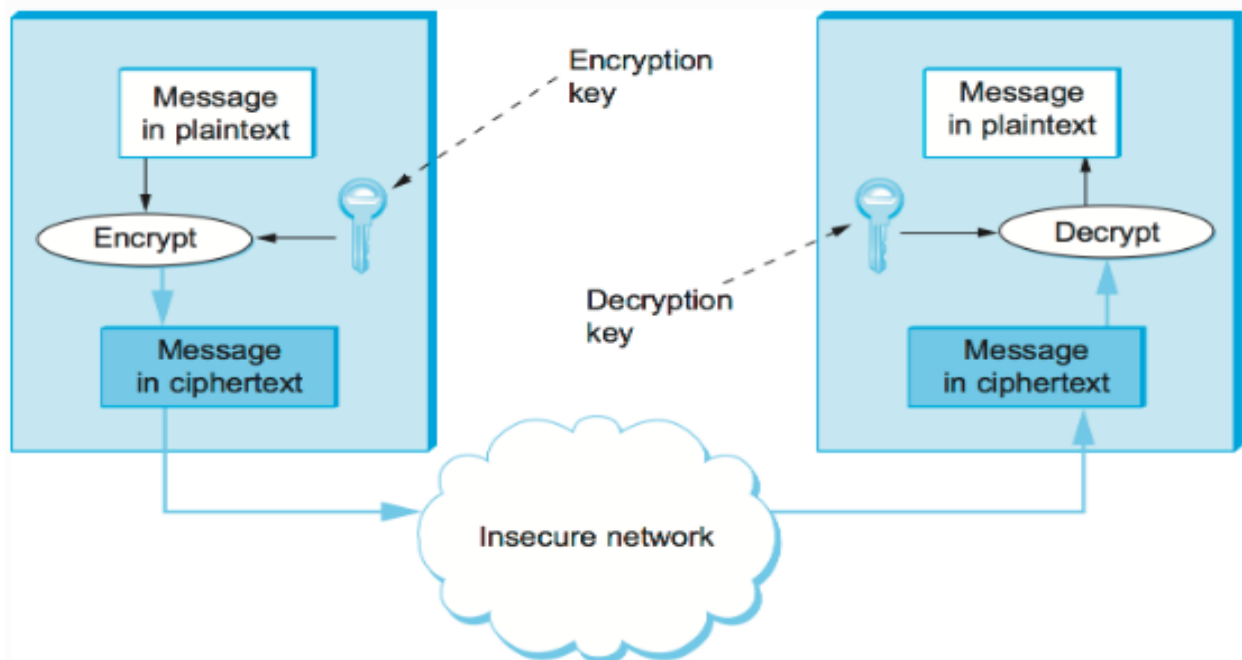 Message
in plaintext
Encrypt
Message
in ciphertext
Encryption
key
Decryption
key
Insecure network
Message
in plaintext
Decrypt
Message
in ciphertext